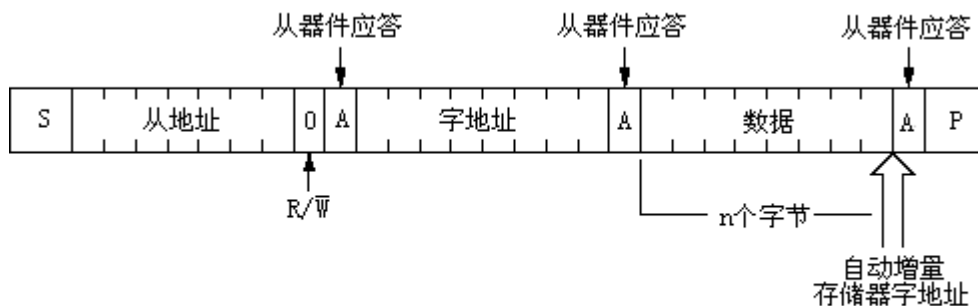 从器件应答 从器件应答 从器件应答
S 从地址 0 A 字地址 A 数据 A P
R/W̅
n个字节
自动增量
存储器字地址